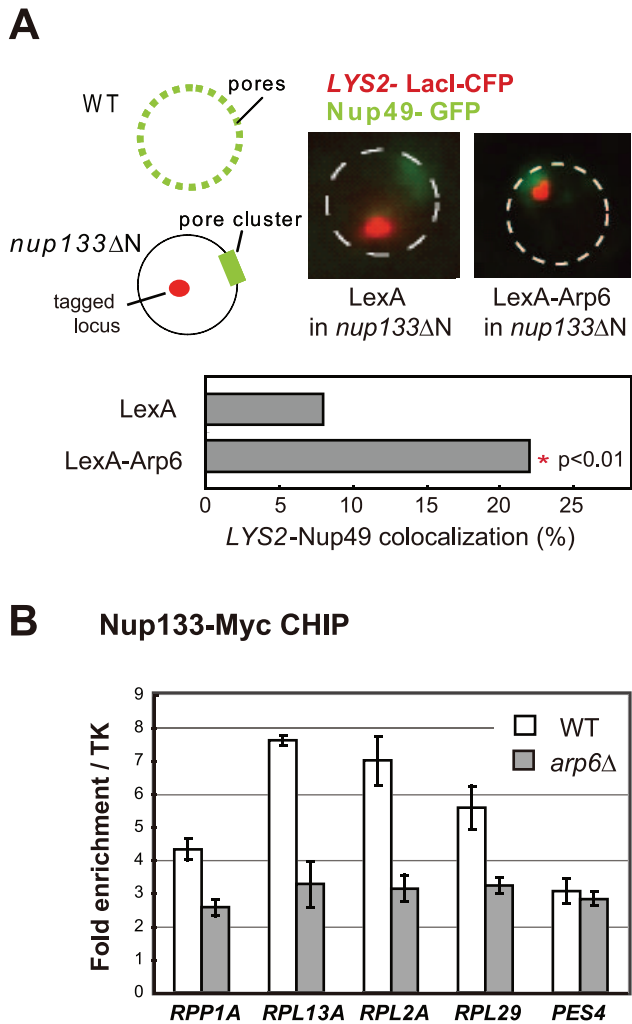 A
WT
pores
nup133ΔN
pore cluster
tagged
locus
LYS2- LacI-CFP
Nup49- GFP
LexA
in nup133ΔN
LexA-Arp6
in nup133ΔN
LexA
LexA-Arp6
* p<0.01
0 5 10 15 20 25
LYS2-Nup49 colocalization (%)
B Nup133-Myc CHIP
Fold enrichment / TK
9
8
7
6
5
4
3
2
1
0
WT
arp6Δ
RPP1A RPL13A RPL2A RPL29 PES4